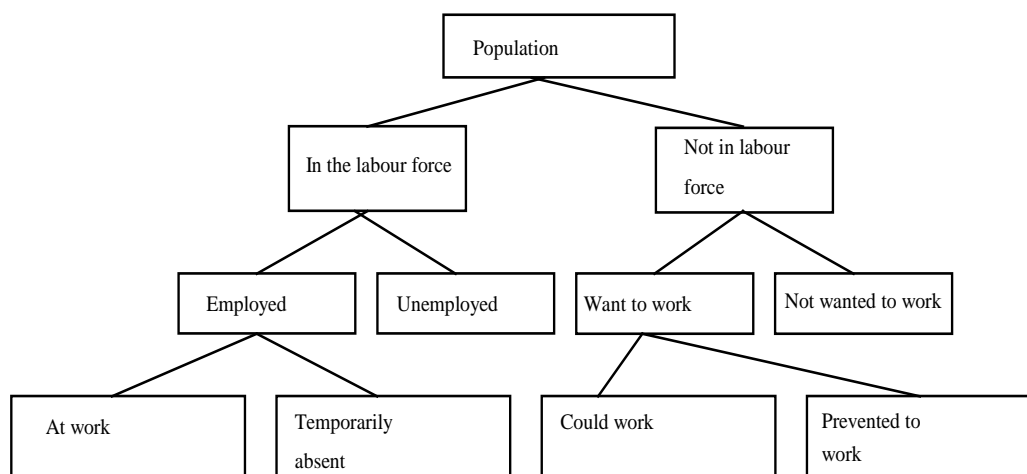 Population
In the labour force
Not in labour
force
Employed
Unemployed
Want to work
Not wanted to work
At work
Temporarily
absent
Could work
Prevented to
work